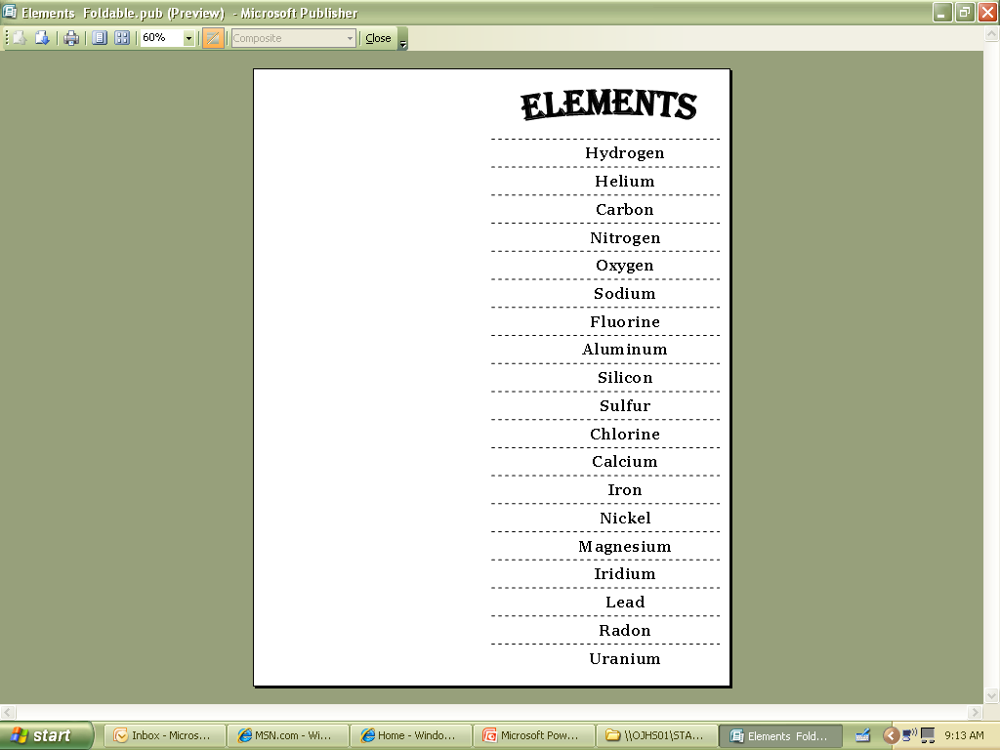 Elements Foldable.pub (Preview) - Microsoft Publisher
60%
Composite
Close
ELEMENTS
Hydrogen
Helium
Carbon
Nitrogen
Oxygen
Sodium
Fluorine
Aluminum
Silicon
Sulfur
Chlorine
Calcium
Iron
Nickel
Magnesium
Iridium
Lead
Radon
Uranium
start
Inbox - Micros...
MSN.com - Wi...
Home - Windo...
Microsoft Pow...
\\OJHS01\STA...
Elements Fold...
9:13 AM